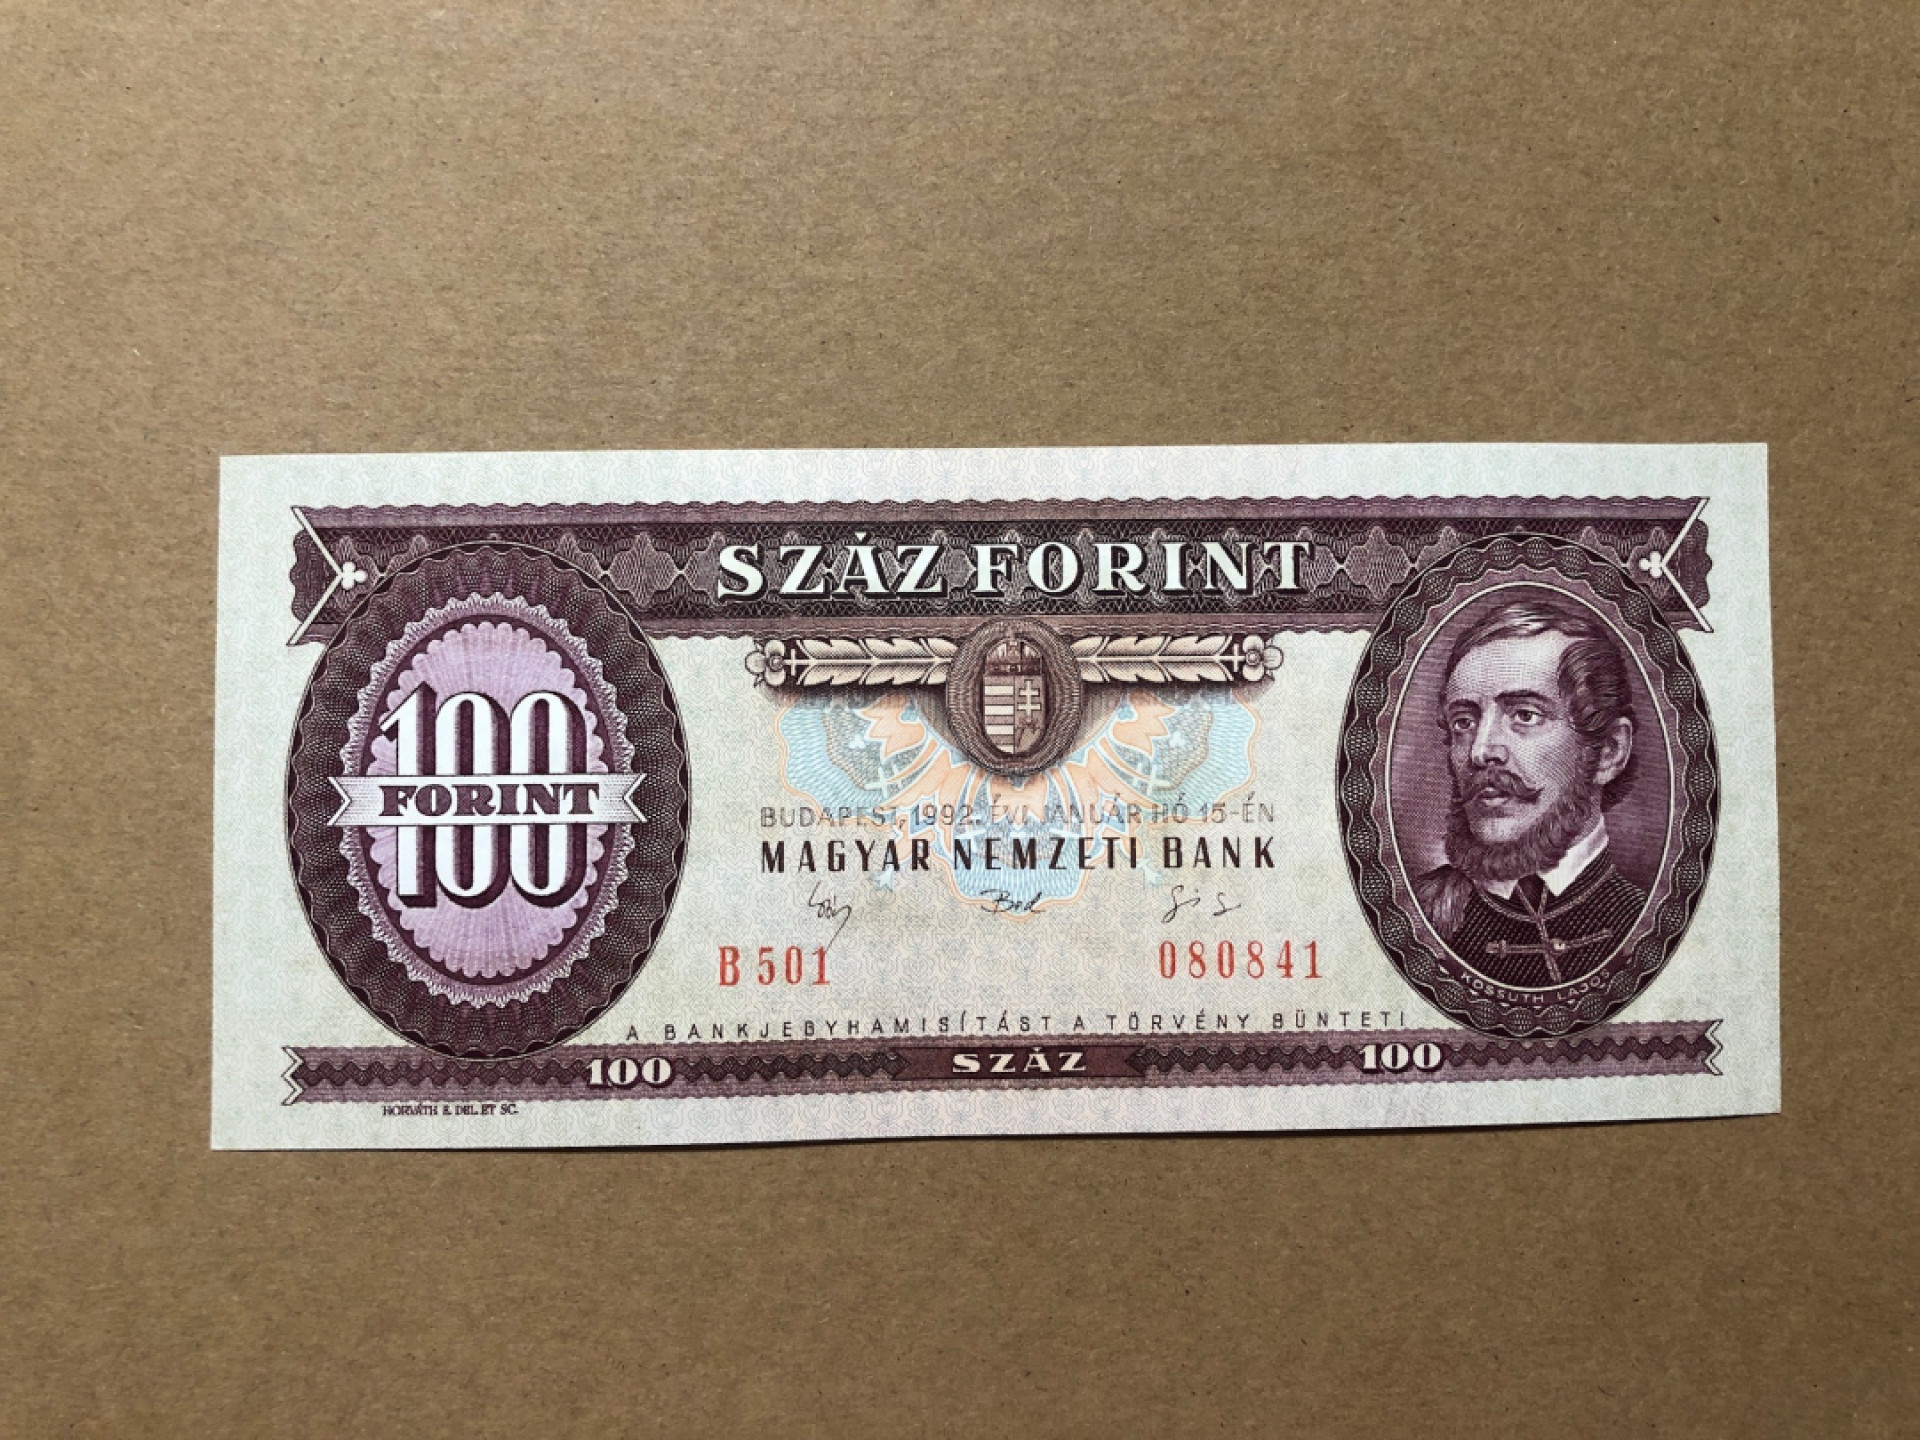 SZÁZ FORINT
100
FORINT
BUDAPEST, 1992. ÉVI JANUÁR HÓ 15-ÉN
MAGYAR NEMZETI BANK
B 501 080841
KOSSUTH LAJOS
A BANKJEGYHAMISÍTÁST A TÖRVÉNY BÜNTETI
100 SZÁZ 100
HORVÁTH E. DEL. ET SC.